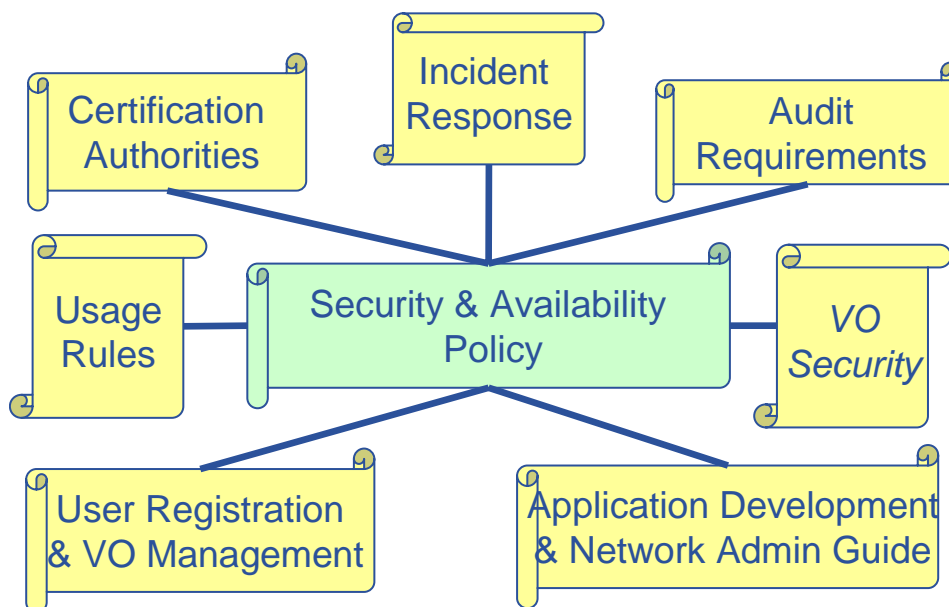 Certification
Authorities
Incident
Response
Audit
Requirements
Usage
Rules
Security & Availability
Policy
VO
Security
User Registration
& VO Management
Application Development
& Network Admin Guide